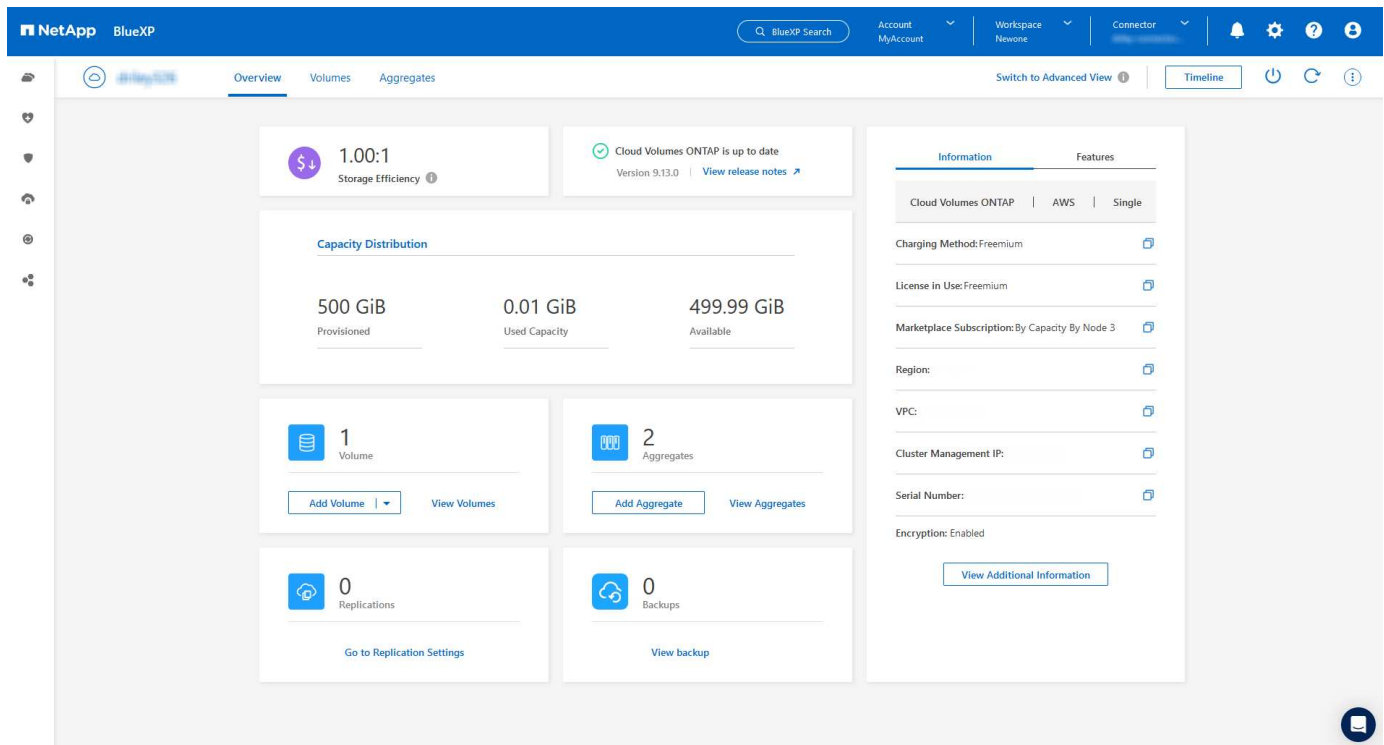 NetApp BlueXP
BlueXP Search
Account
MyAccount
Workspace
Newone
Connector
Overview Volumes Aggregates
Switch to Advanced View
Timeline
1.00:1
Storage Efficiency
Cloud Volumes ONTAP is up to date
Version 9.13.0 | View release notes
Capacity Distribution
500 GiB
Provisioned
0.01 GiB
Used Capacity
499.99 GiB
Available
1
Volume
Add Volume
View Volumes
2
Aggregates
Add Aggregate
View Aggregates
0
Replications
Go to Replication Settings
0
Backups
View backup
Information Features
Cloud Volumes ONTAP | AWS | Single
Charging Method: Freemium
License in Use: Freemium
Marketplace Subscription: By Capacity By Node 3
Region:
VPC:
Cluster Management IP:
Serial Number:
Encryption: Enabled
View Additional Information